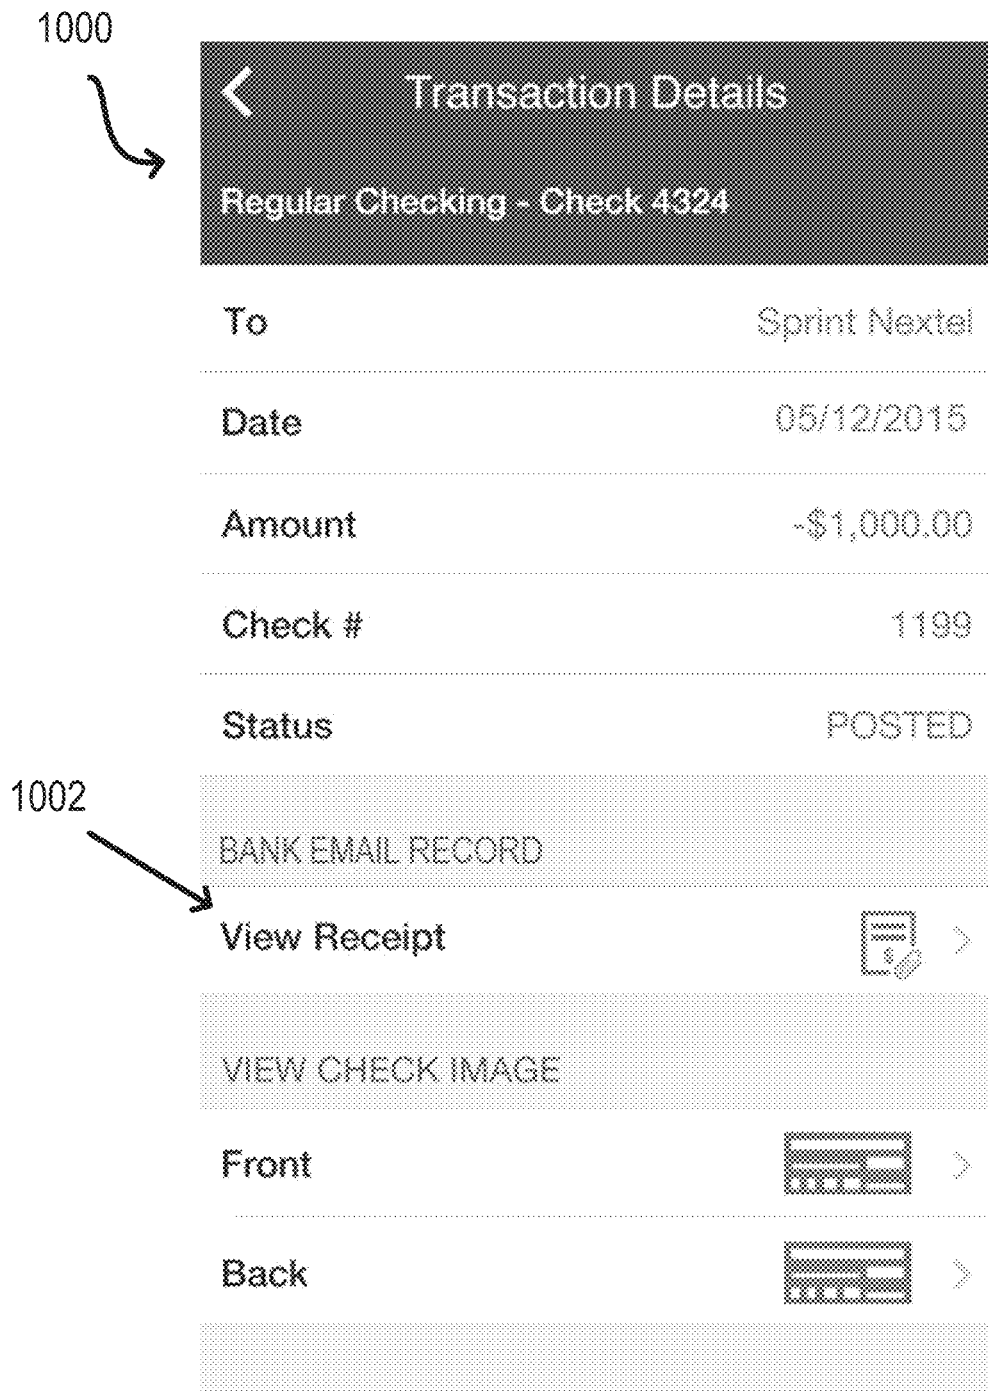 1000
Transaction Details
Regular Checking - Check 4324
To Sprint Nextel
Date 05/12/2015
Amount -$1,000.00
Check # 1199
Status POSTED
1002
BANK EMAIL RECORD
View Receipt $
VIEW CHECK IMAGE
Front
Back